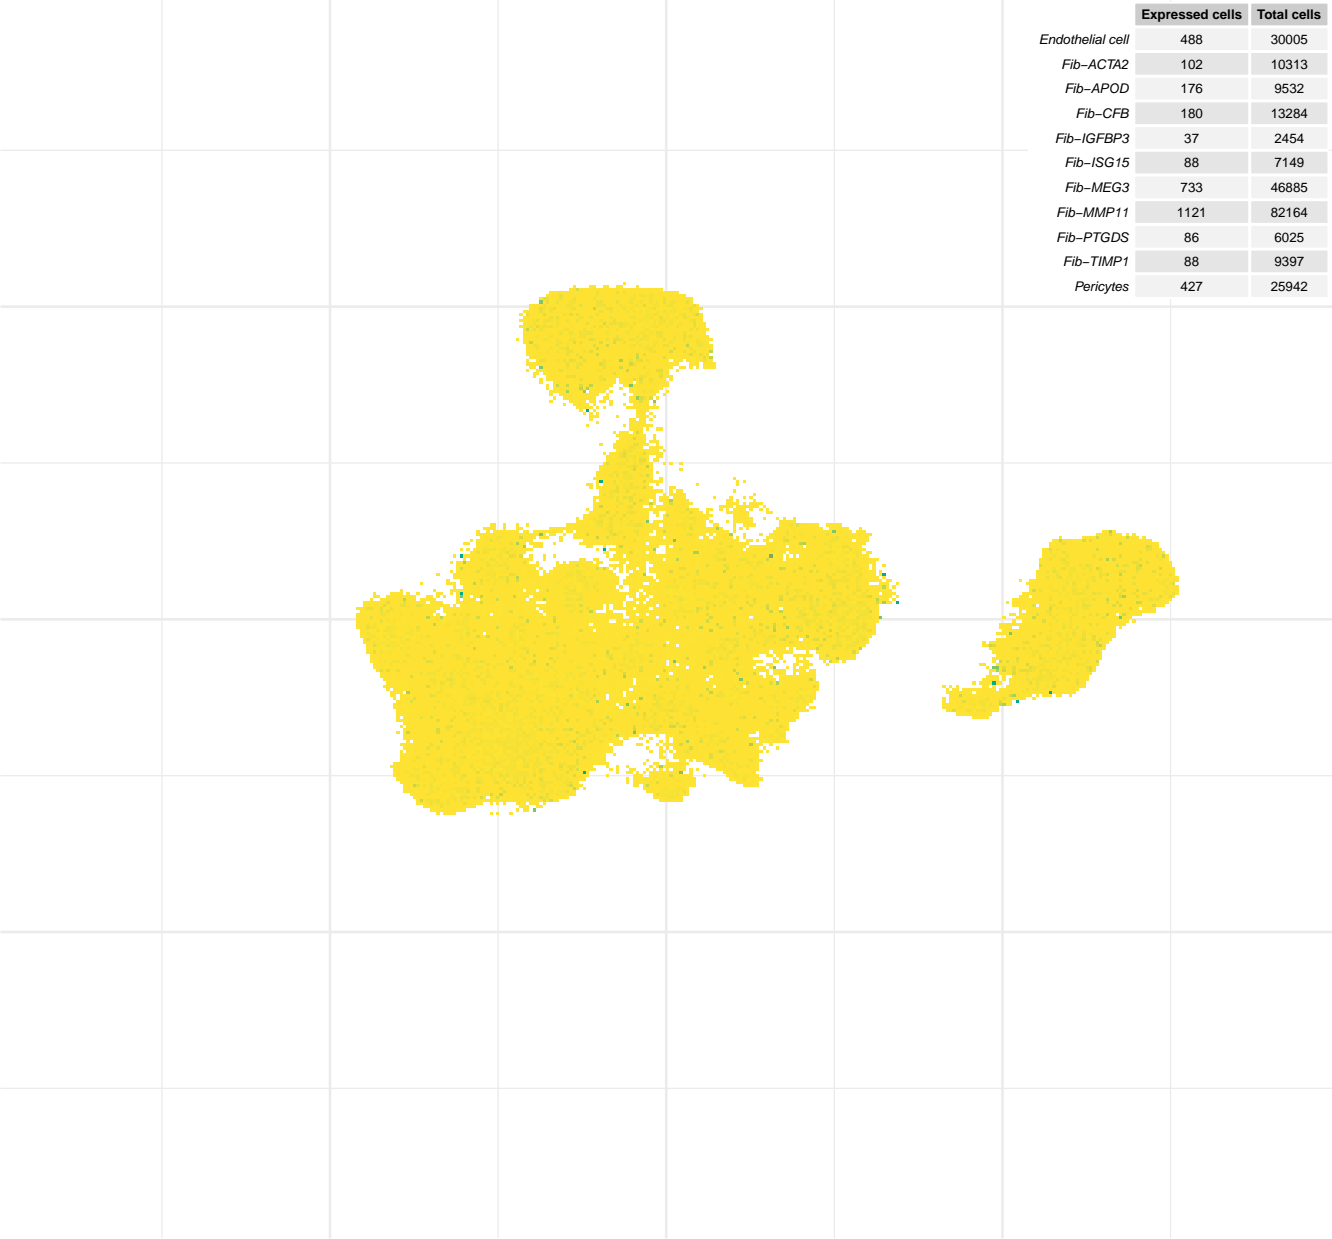 Expressed cells Total cells
Endothelial cell 488 30005
Fib−ACTA2 102 10313
Fib−APOD 176 9532
Fib−CFB 180 13284
Fib−IGFBP3 37 2454
Fib−ISG15 88 7149
Fib−MEG3 733 46885
Fib−MMP11 1121 82164
Fib−PTGDS 86 6025
Fib−TIMP1 88 9397
Pericytes 427 25942